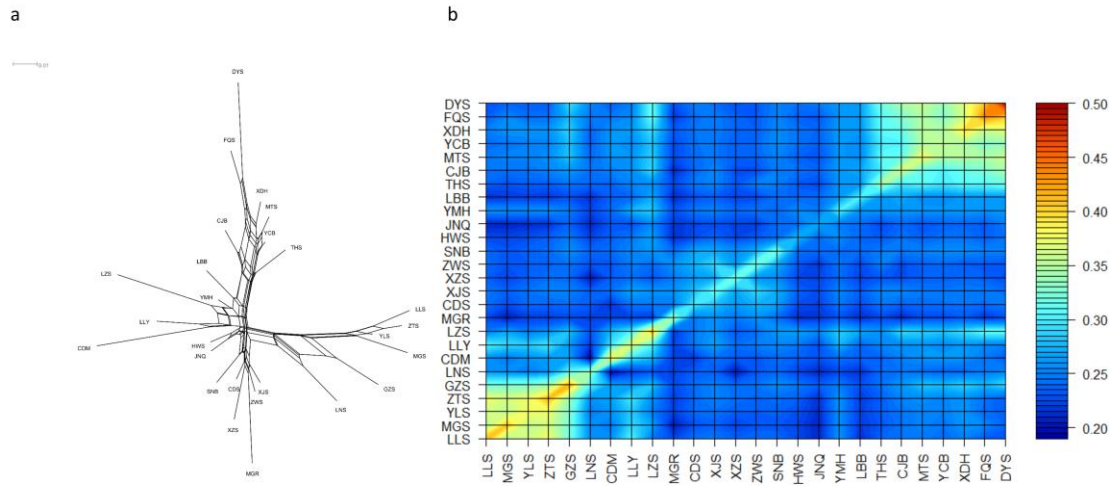 a
b
0.01
DYS
FQS
XDH
MTS
CJB
YCB
THS
LBB
LZS
YMH
LLY
CDM
HWS
JNQ
LLS
ZTS
YLS
MGS
GZS
LNS
SNB
CDS
XJS
ZWS
XZS
MGR
DYS
FQS
XDH
YCB
MTS
CJB
THS
LBB
YMH
JNQ
HWS
SNB
ZWS
XZS
XJS
CDS
MGR
LZS
LLY
CDM
LNS
GZS
ZTS
YLS
MGS
LLS
LLS
MGS
YLS
ZTS
GZS
LNS
CDM
LLY
LZS
MGR
CDS
XJS
XZS
ZWS
SNB
HWS
JNQ
YMH
LBB
THS
CJB
MTS
YCB
XDH
FQS
DYS
0.50
0.45
0.40
0.35
0.30
0.25
0.20